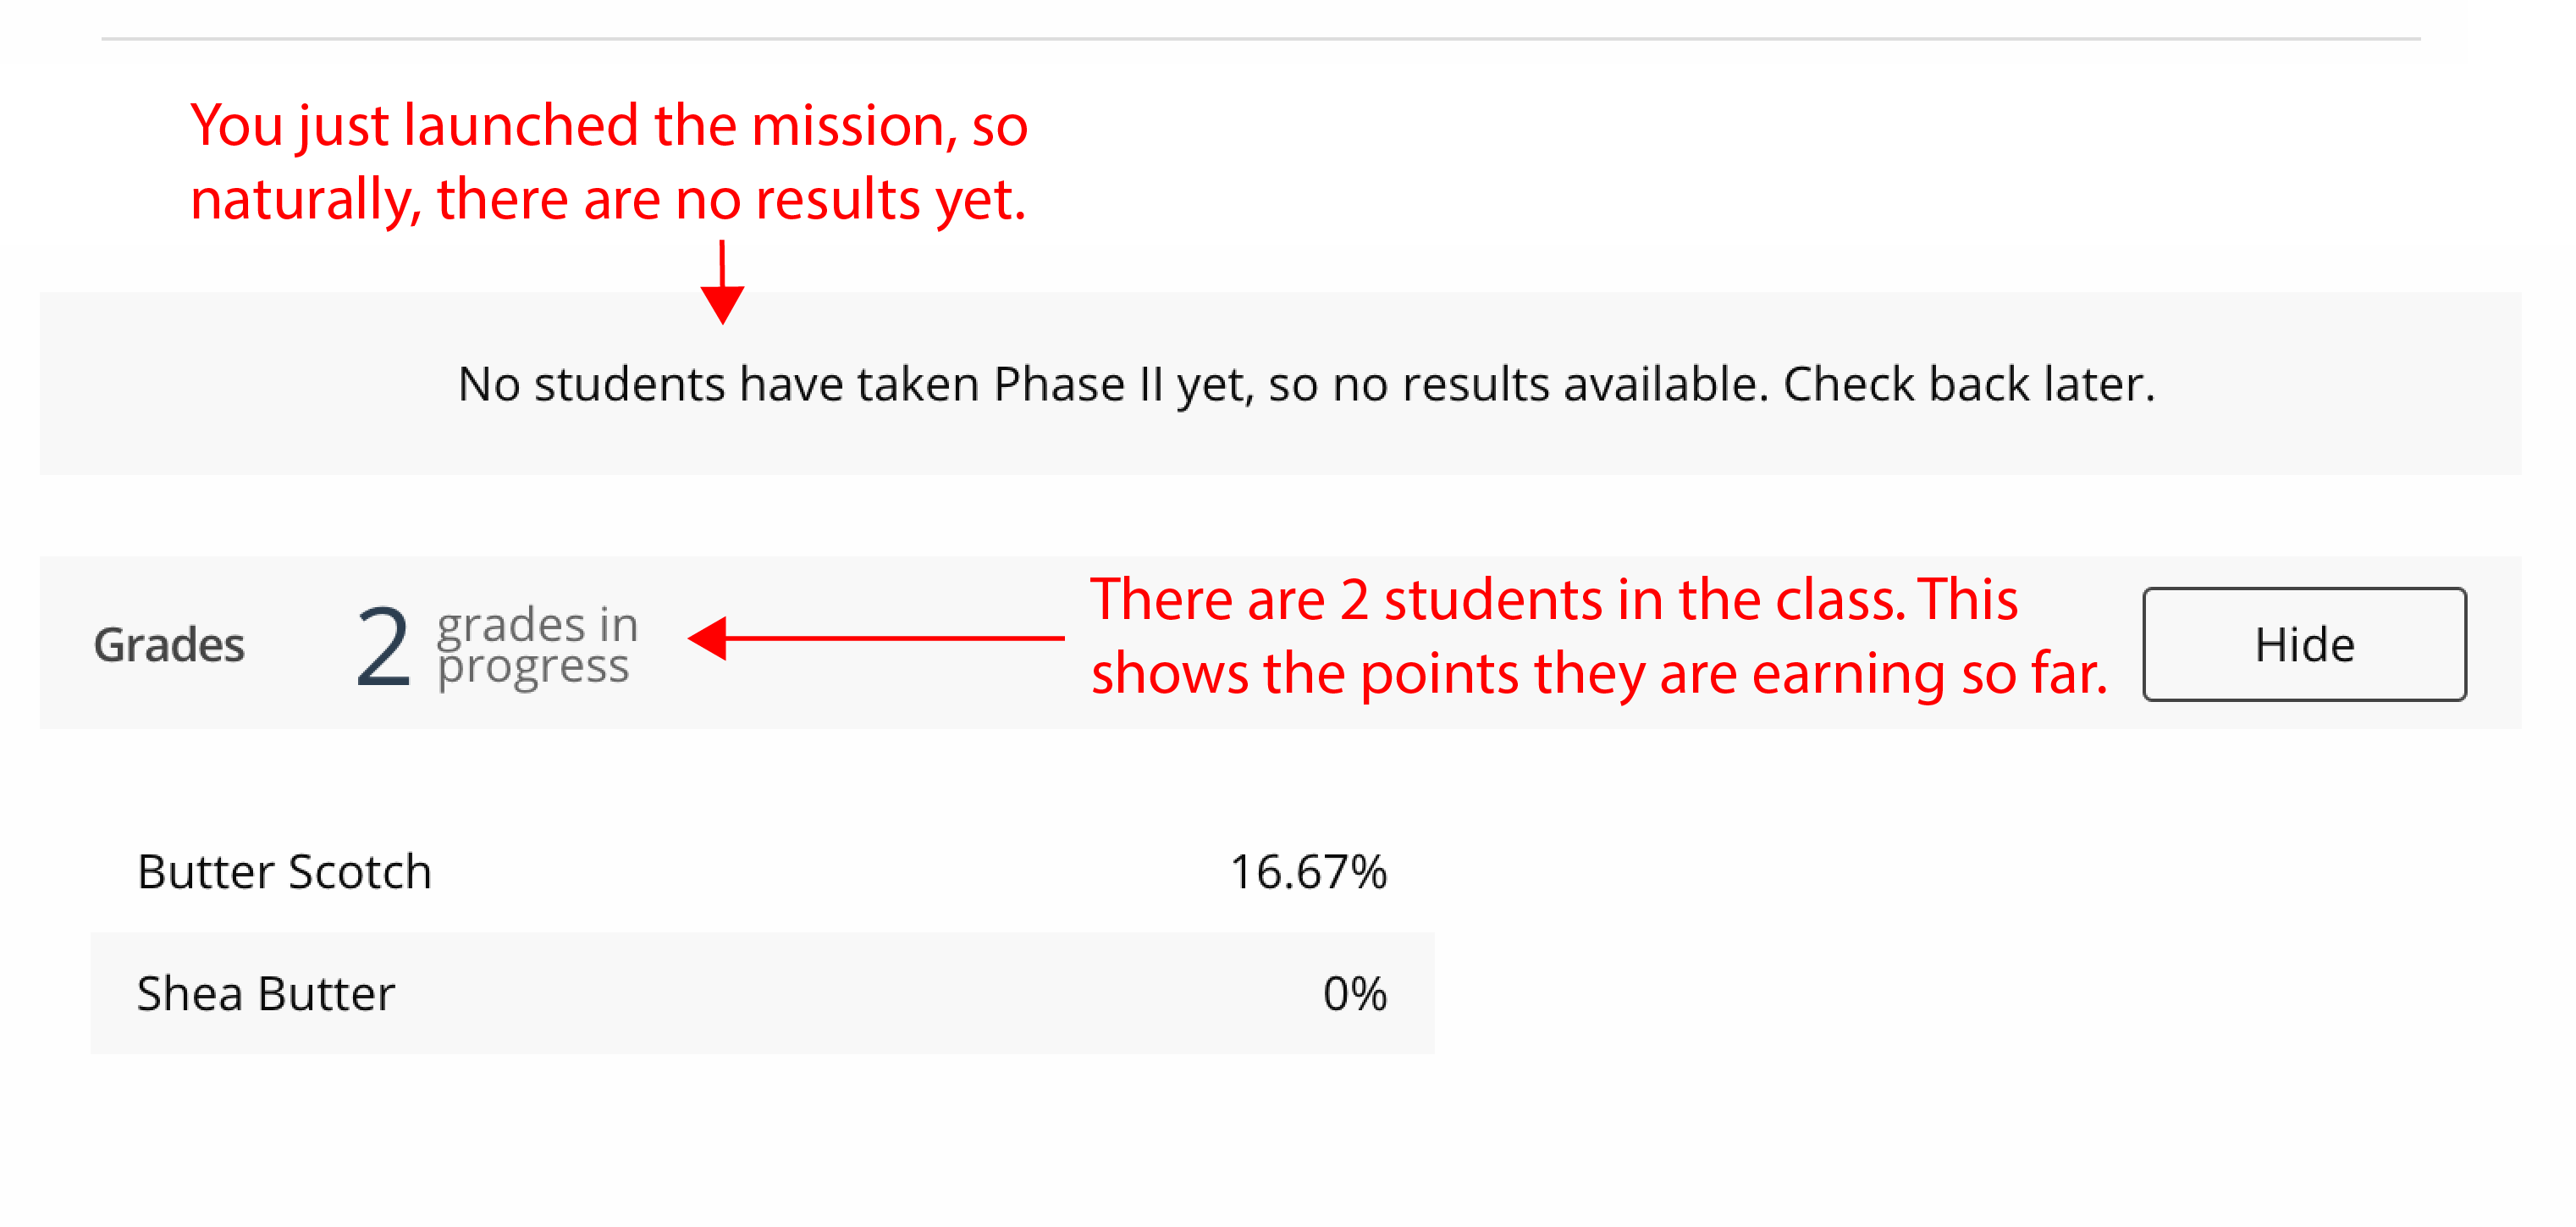 You just launched the mission, so
naturally, there are no results yet.
No students have taken Phase II yet, so no results available. Check back later.
Grades
2 grades in
progress
There are 2 students in the class. This
shows the points they are earning so far.
Hide
Butter Scotch 16.67%
Shea Butter 0%